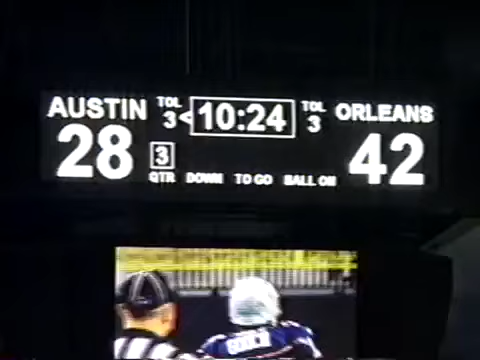 AUSTIN TOL 3 < 10:24 TOL 3 ORLEANS
28 3 42
QTR DOWN TO GO BALL ON